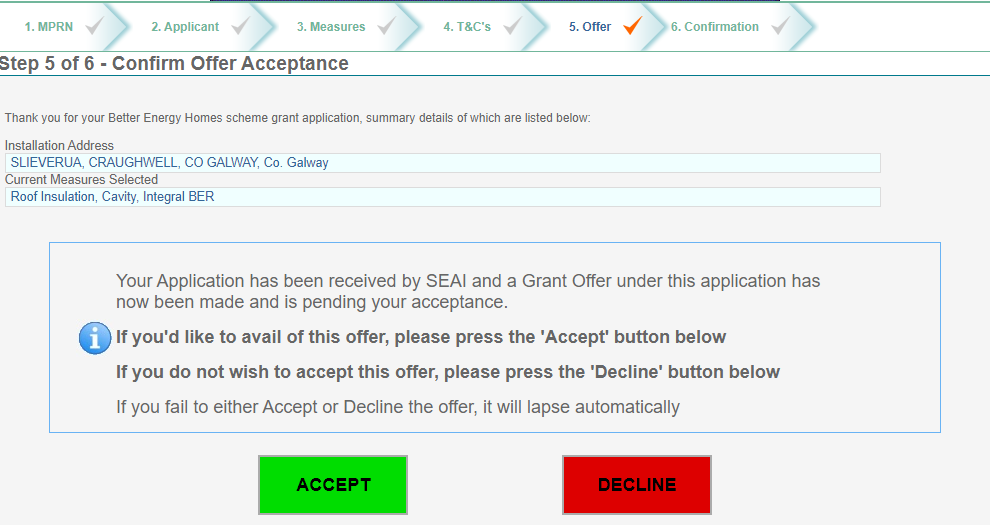 1. MPRN 2. Applicant 3. Measures 4. T&C's 5. Offer 6. Confirmation
Step 5 of 6 - Confirm Offer Acceptance
Thank you for your Better Energy Homes scheme grant application, summary details of which are listed below:
Installation Address
SLIEVERUA, CRAUGHWELL, CO GALWAY, Co. Galway
Current Measures Selected
Roof Insulation, Cavity, Integral BER
Your Application has been received by SEAI and a Grant Offer under this application has
now been made and is pending your acceptance.
If you'd like to avail of this offer, please press the 'Accept' button below
If you do not wish to accept this offer, please press the 'Decline' button below
If you fail to either Accept or Decline the offer, it will lapse automatically
ACCEPT DECLINE